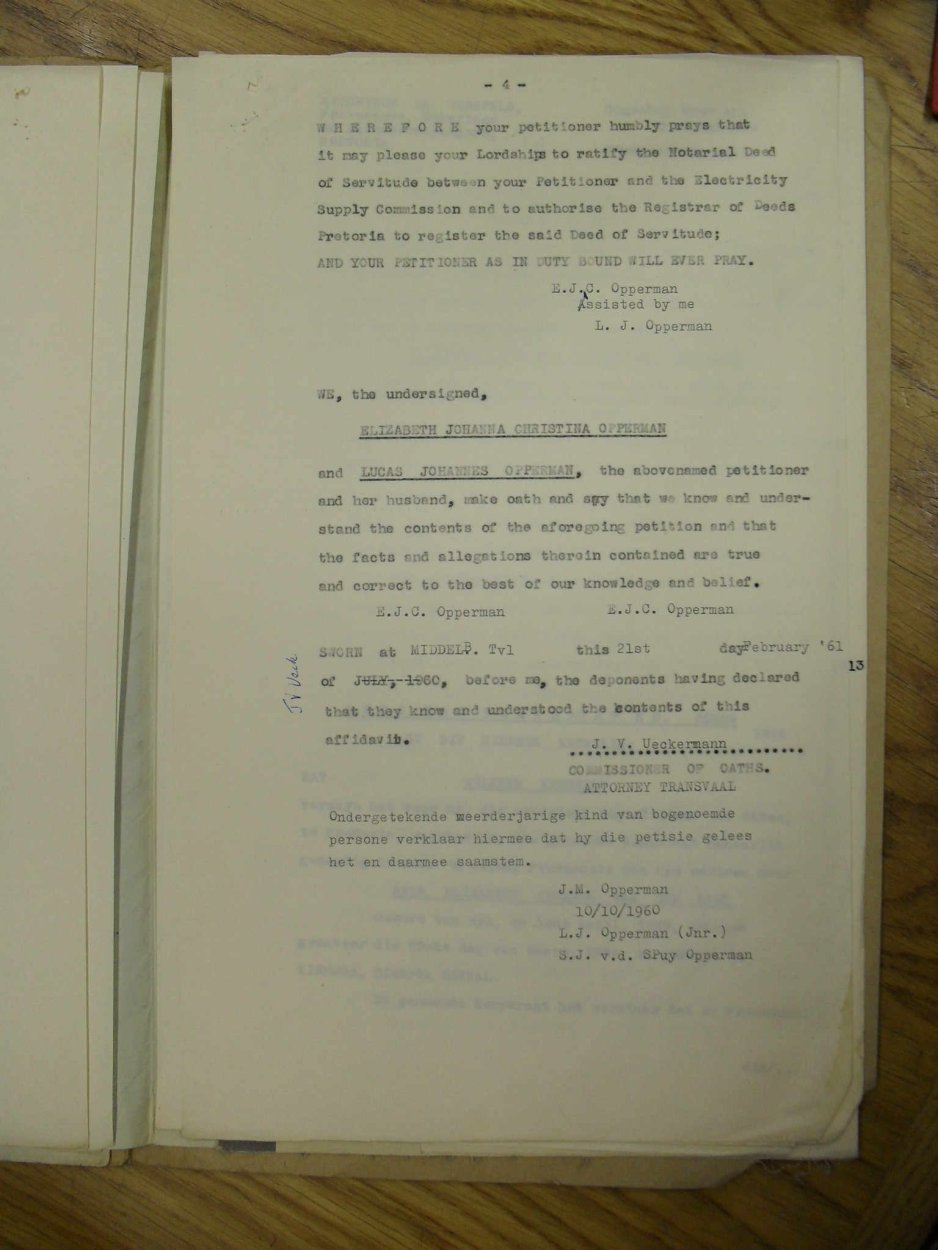 - 4 -
W H E R E F O R E your petitioner humbly prays that
it may please your Lordships to ratify the Notarial Deed
of Servitude between your Petitioner and the Electricity
Supply Commission and to authorise the Registrar of Deeds
Pretoria to register the said Deed of Servitude;
AND YOUR PETITIONER AS IN DUTY BOUND WILL EVER PRAY.
E.J.C. Opperman
Assisted by me
L. J. Opperman
WE, the undersigned,
ELIZABETH JOHANNA CHRISTINA OPPERMAN
and LUCAS JOHANNES OPPERMAN, the abovenamed petitioner
and her husband, make oath and say that we know and under-
stand the contents of the aforegoing petition and that
the facts and allegations therein contained are true
and correct to the best of our knowledge and belief.
E.J.C. Opperman E.J.C. Opperman
SWORN at MIDDELB. Tvl this 21st day February '61
13
of JULY, 1960, before me, the deponents having declared
that they know and understood the contents of this
affidavit.
J. V. Ueckermann
COMMISSIONER OF OATHS.
ATTORNEY TRANSVAAL
Ondergetekende meerderjarige kind van bogenoemde
persone verklaar hiermee dat hy die petisie gelees
het en daarmee saamstem.
J.M. Opperman
10/10/1960
L.J. Opperman (Jnr.)
S.J. v.d. SPuy Opperman